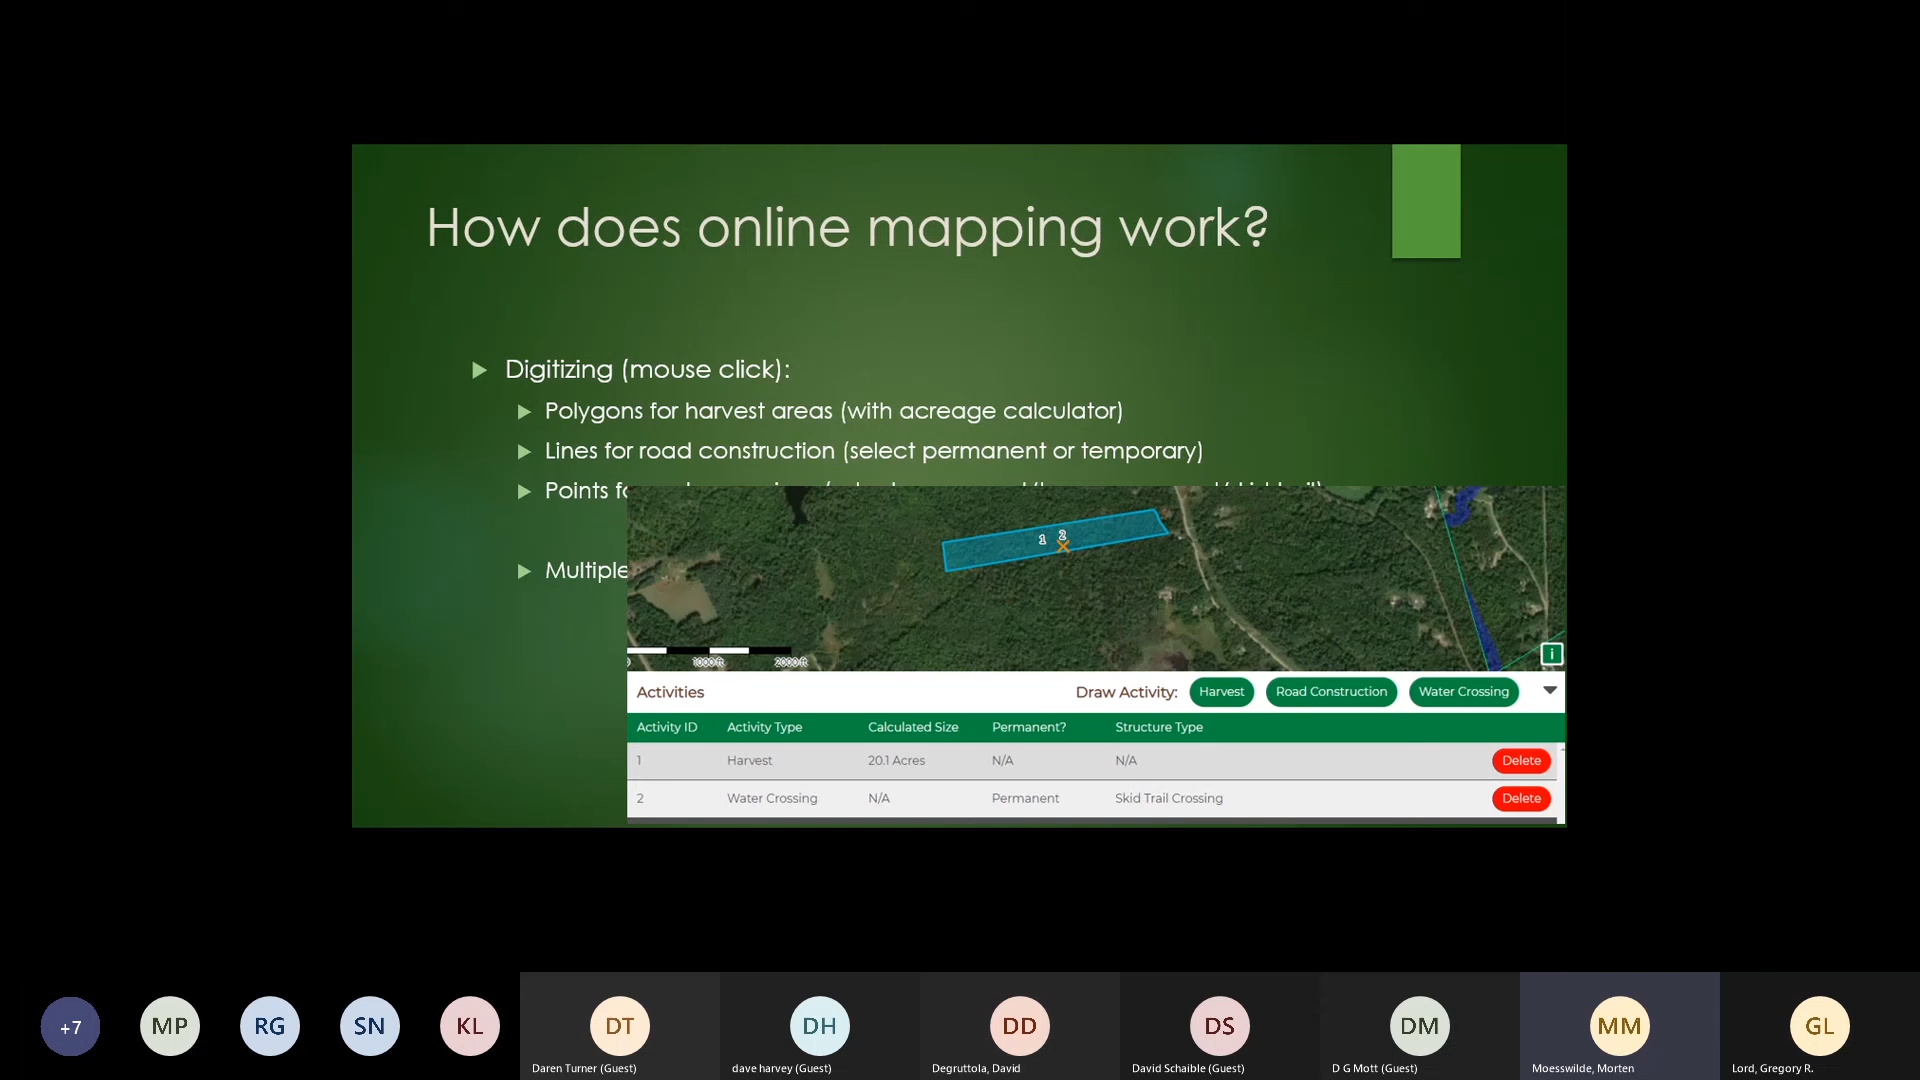 How does online mapping work?
Digitizing (mouse click):
Polygons for harvest areas (with acreage calculator)
Lines for road construction (select permanent or temporary)
Points
Multiple
1 2
1000ft 2000ft
i
Activities Draw Activity: Harvest Road Construction Water Crossing
Activity ID Activity Type Calculated Size Permanent? Structure Type
1 Harvest 20.1 Acres N/A N/A Delete
2 Water Crossing N/A Permanent Skid Trail Crossing Delete
+7 MP RG SN KL DT DH DD DS DM MM GL
Daren Turner (Guest) dave harvey (Guest) Degruttola, David David Schaible (Guest) D G Mott (Guest) Moesswilde, Morten Lord, Gregory R.